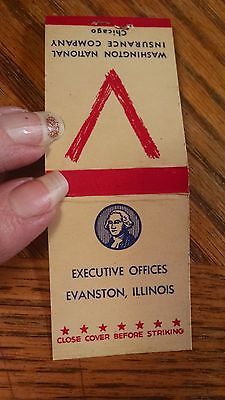 WASHINGTON NATIONAL
INSURANCE COMPANY
Chicago
V
EXECUTIVE OFFICES
EVANSTON, ILLINOIS
CLOSE COVER BEFORE STRIKING